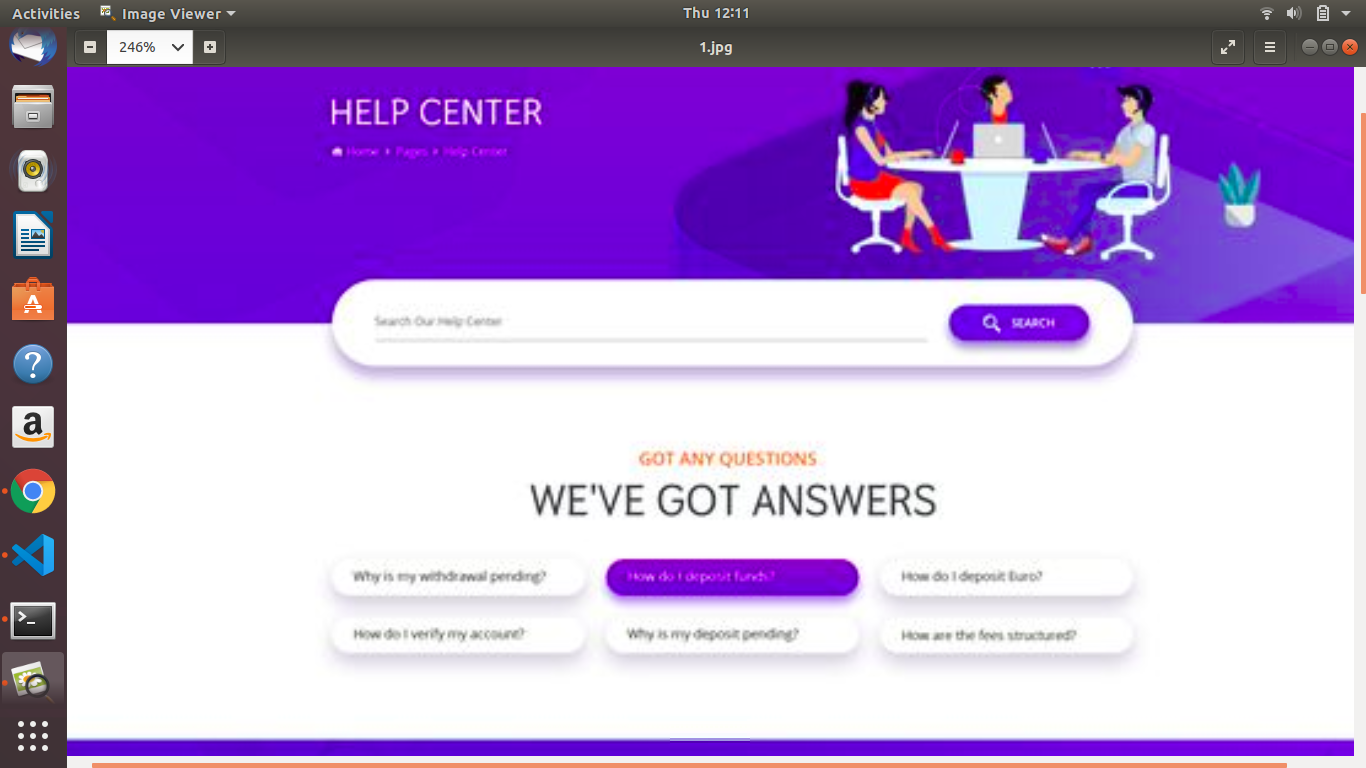 Activities Image Viewer Thu 12:11
246% 1.jpg
HELP CENTER
Home Pages Help Center
Search Our Help Center SEARCH
GOT ANY QUESTIONS
WE'VE GOT ANSWERS
Why is my withdrawal pending? How do I deposit funds? How do I deposit Euro?
How do I verify my account? Why is my deposit pending? How are the fees structured?